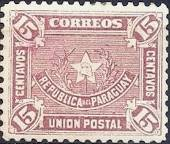 15 CORREOS 15
CENTAVOS
CENTAVOS
REPUBLICA DEL PARAGUAY
15 UNION POSTAL 15